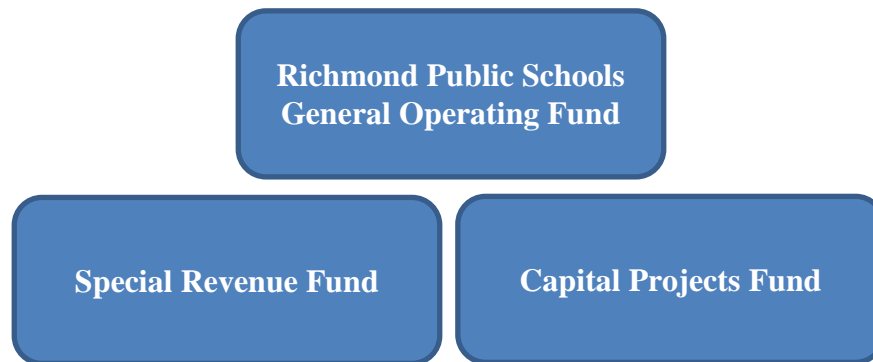 Richmond Public Schools
General Operating Fund
Special Revenue Fund
Capital Projects Fund